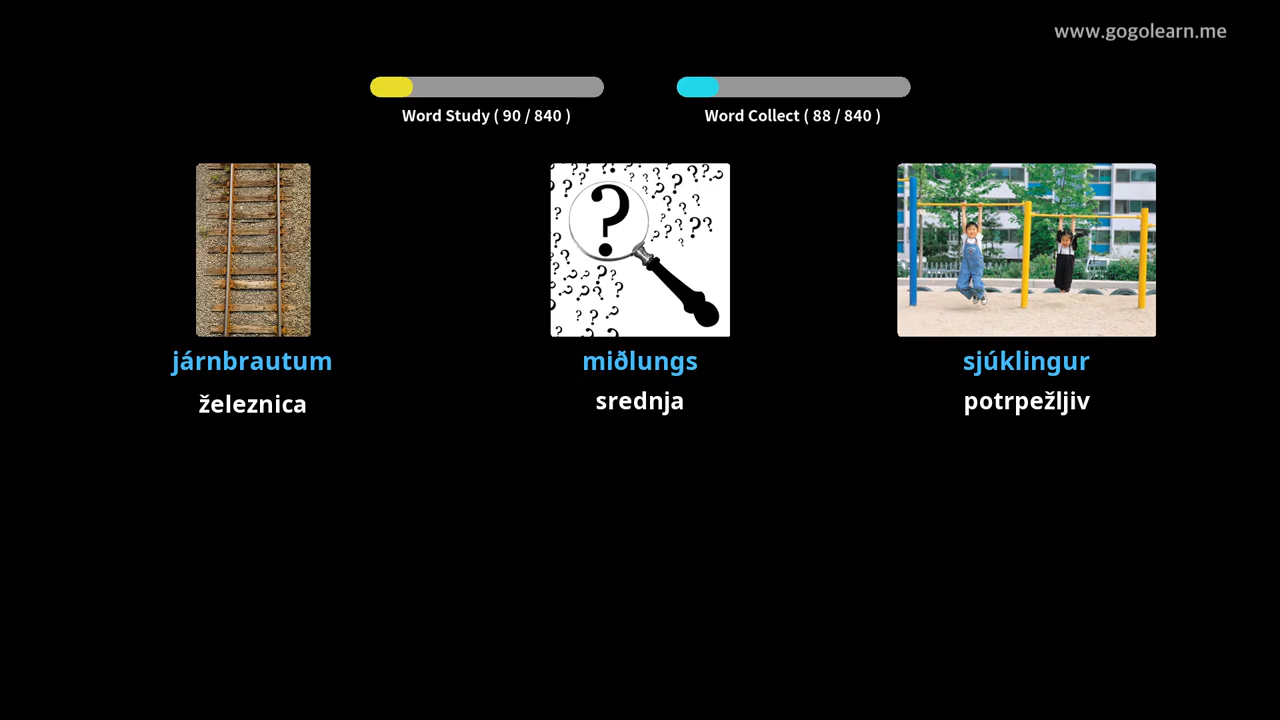 www.gogolearn.me
Word Study ( 90 / 840 )
Word Collect ( 88 / 840 )
járnbrautum
miðlungs
sjúklingur
železnica
srednja
potrpežljiv